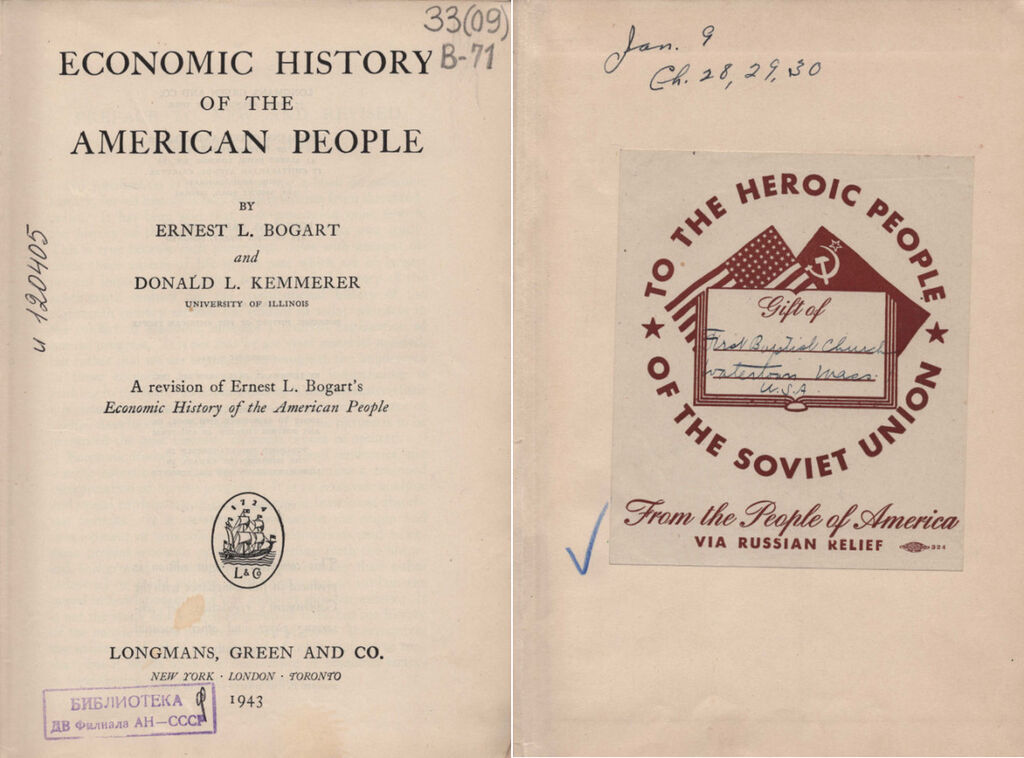 33(09)
B-71
ECONOMIC HISTORY
OF THE
AMERICAN PEOPLE
BY
ERNEST L. BOGART
and
DONALD L. KEMMERER
UNIVERSITY OF ILLINOIS
и 120405
A revision of Ernest L. Bogart's
Economic History of the American People
1724
L&Co
LONGMANS, GREEN AND CO.
NEW YORK · LONDON · TORONTO
1943
БИБЛИОТЕКА
ДВ Филиала АН—СССР
Jan. 9
Ch. 28, 29, 30
TO THE HEROIC PEOPLE
OF THE SOVIET UNION
Gift of
First Baptist Church
Watertown Mass.
U.S.A.
From the People of America
VIA RUSSIAN RELIEF
324